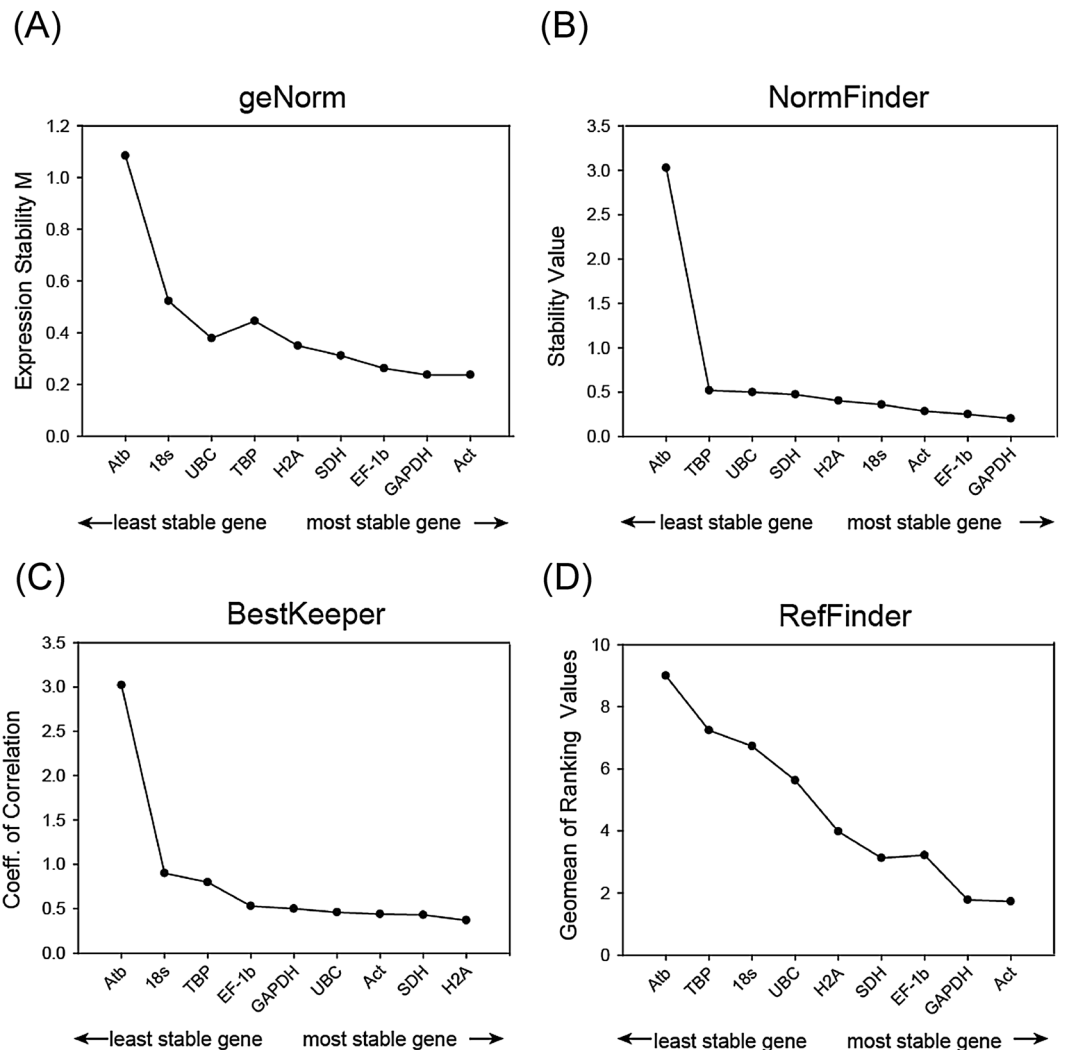 (A)
geNorm
Expression Stability M
1.2
1.0
0.8
0.6
0.4
0.2
0.0
Atb 18s UBC TBP H2A SDH EF-1b GAPDH Act
least stable gene most stable gene
(B)
NormFinder
Stability Value
3.5
3.0
2.5
2.0
1.5
1.0
0.5
0.0
Atb TBP UBC SDH H2A 18s Act EF-1b GAPDH
least stable gene most stable gene
(C)
BestKeeper
Coeff. of Correlation
3.5
3.0
2.5
2.0
1.5
1.0
0.5
0.0
Atb 18s TBP EF-1b GAPDH UBC Act SDH H2A
least stable gene most stable gene
(D)
RefFinder
Geomean of Ranking Values
10
8
6
4
2
0
Atb TBP 18s UBC H2A SDH EF-1b GAPDH Act
least stable gene most stable gene